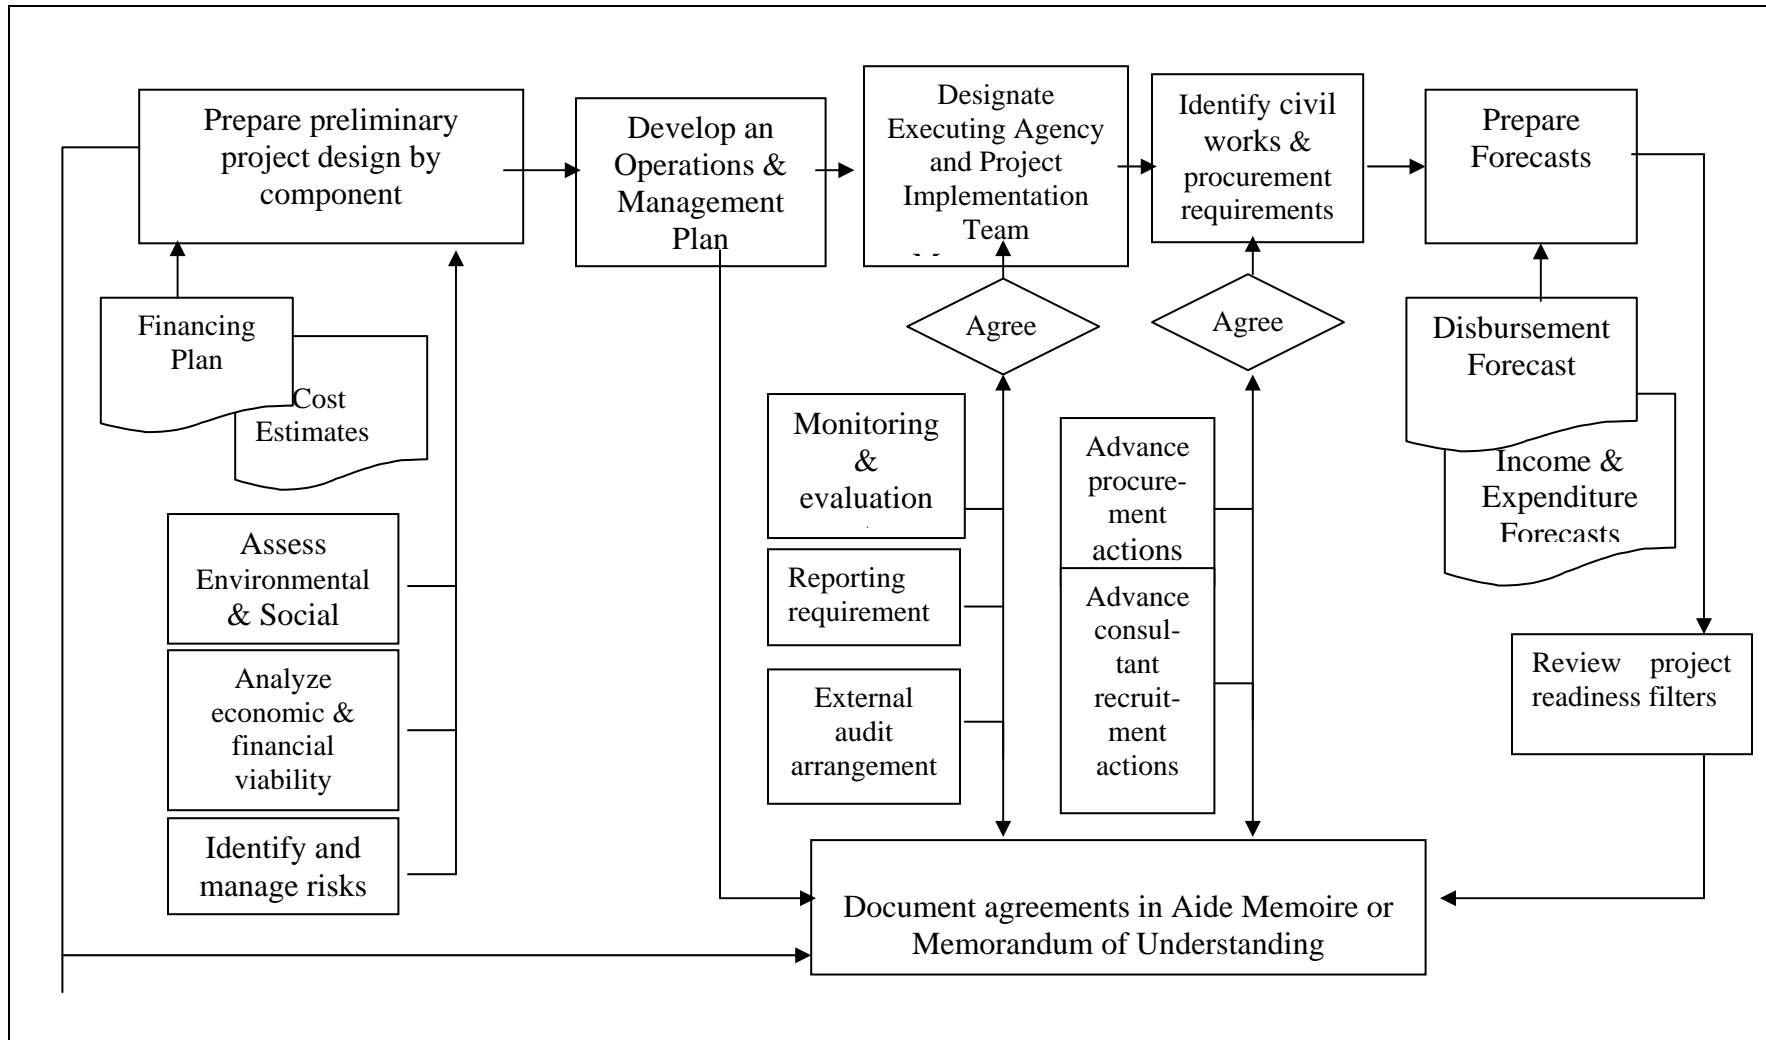 Prepare preliminary
project design by
component
Develop an
Operations &
Management
Plan
Designate
Executing Agency
and Project
Implementation
Team
Identify civil
works &
procurement
requirements
Prepare
Forecasts
Financing
Plan
Cost
Estimates
Agree
Agree
Disbursement
Forecast
Income &
Expenditure
Forecasts
Monitoring
&
evaluation
Advance
procure-
ment
actions
Assess
Environmental
& Social
Reporting
requirement
Advance
consul-
tant
recruit-
ment
actions
Review project
readiness filters
Analyze
economic &
financial
viability
External
audit
arrangement
Identify and
manage risks
Document agreements in Aide Memoire or
Memorandum of Understanding